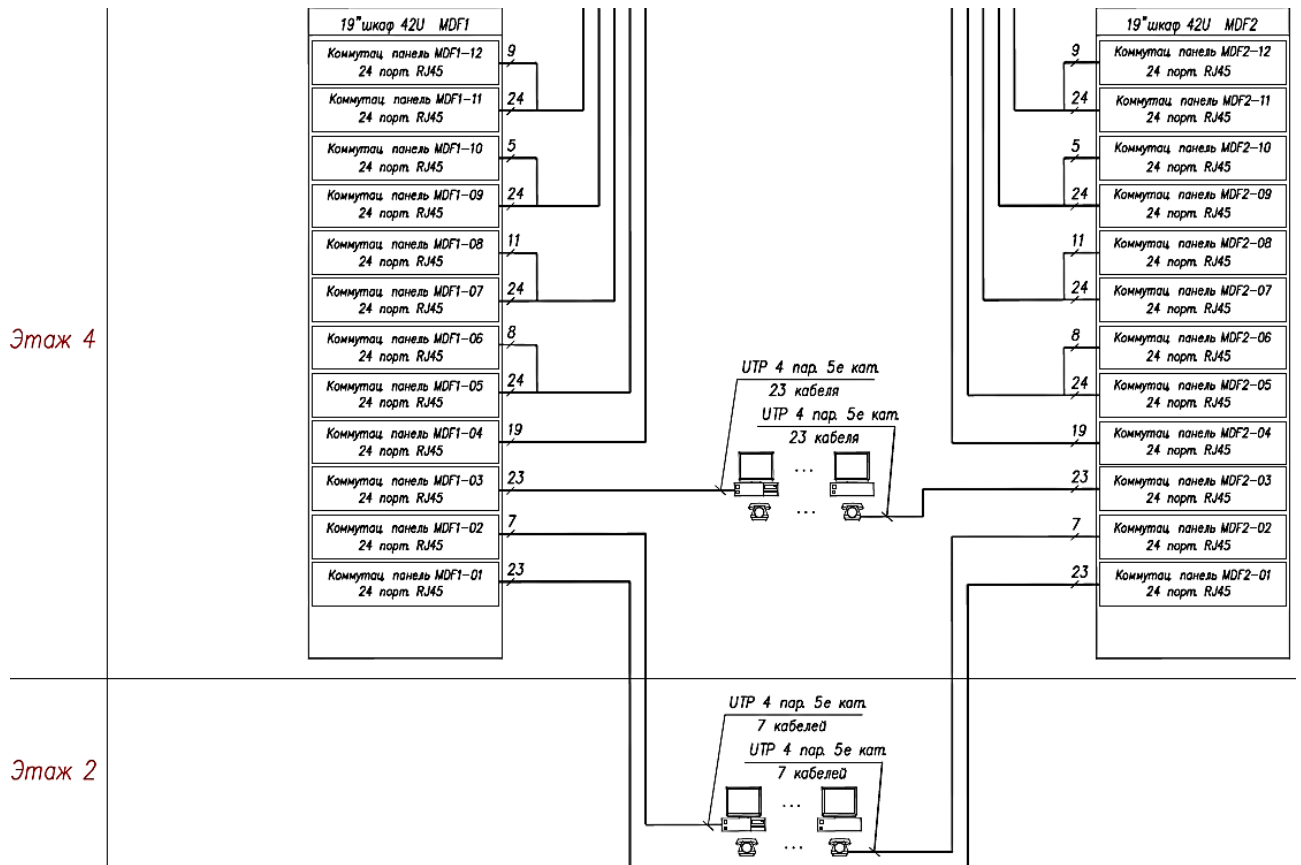 19"шкаф 42U MDF1
Коммутац. панель MDF1-12
24 порт. RJ45
9
Коммутац. панель MDF1-11
24 порт. RJ45
24
Коммутац. панель MDF1-10
24 порт. RJ45
5
Коммутац. панель MDF1-09
24 порт. RJ45
24
Коммутац. панель MDF1-08
24 порт. RJ45
11
Коммутац. панель MDF1-07
24 порт. RJ45
24
Коммутац. панель MDF1-06
24 порт. RJ45
8
Коммутац. панель MDF1-05
24 порт. RJ45
24
Коммутац. панель MDF1-04
24 порт. RJ45
19
Коммутац. панель MDF1-03
24 порт. RJ45
23
Коммутац. панель MDF1-02
24 порт. RJ45
7
Коммутац. панель MDF1-01
24 порт. RJ45
23
Этаж 4
UTP 4 пар. 5е кат.
23 кабеля
UTP 4 пар. 5е кат.
23 кабеля
...
...
19"шкаф 42U MDF2
9
Коммутац. панель MDF2-12
24 порт. RJ45
24
Коммутац. панель MDF2-11
24 порт. RJ45
5
Коммутац. панель MDF2-10
24 порт. RJ45
24
Коммутац. панель MDF2-09
24 порт. RJ45
11
Коммутац. панель MDF2-08
24 порт. RJ45
24
Коммутац. панель MDF2-07
24 порт. RJ45
8
Коммутац. панель MDF2-06
24 порт. RJ45
24
Коммутац. панель MDF2-05
24 порт. RJ45
19
Коммутац. панель MDF2-04
24 порт. RJ45
23
Коммутац. панель MDF2-03
24 порт. RJ45
7
Коммутац. панель MDF2-02
24 порт. RJ45
23
Коммутац. панель MDF2-01
24 порт. RJ45
Этаж 2
UTP 4 пар. 5е кат.
7 кабелей
UTP 4 пар. 5е кат.
7 кабелей
...
...